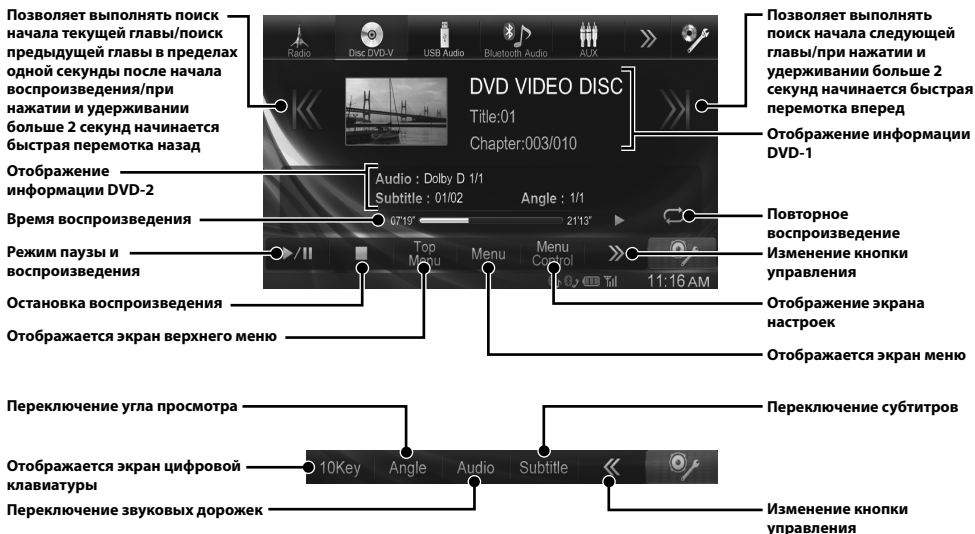 Позволяет выполнять поиск
начала текущей главы/поиск
предыдущей главы в пределах
одной секунды после начала
воспроизведения/при
нажатии и удерживании
больше 2 секунд начинается
быстрая перемотка назад
Отображение
информации DVD-2
Время воспроизведения
Режим паузы и
воспроизведения
Остановка воспроизведения
Отображается экран верхнего меню
Radio
Disc DVD-V
USB Audio
Bluetooth Audio
AUX
DVD VIDEO DISC
Title:01
Chapter:003/010
Audio : Dolby D 1/1
Subtitle : 01/02
Angle : 1/1
07'19"
21'13"
Top
Menu
Menu
Menu
Control
11:16 AM
Позволяет выполнять
поиск начала следующей
главы/при нажатии и
удерживании больше 2
секунд начинается быстрая
перемотка вперед
Отображение информации
DVD-1
Повторное
воспроизведение
Изменение кнопки
управления
Отображение экрана
настроек
Отображается экран меню
Переключение угла просмотра
Отображается экран цифровой
клавиатуры
Переключение звуковых дорожек
10Key
Angle
Audio
Subtitle
Переключение субтитров
Изменение кнопки
управления